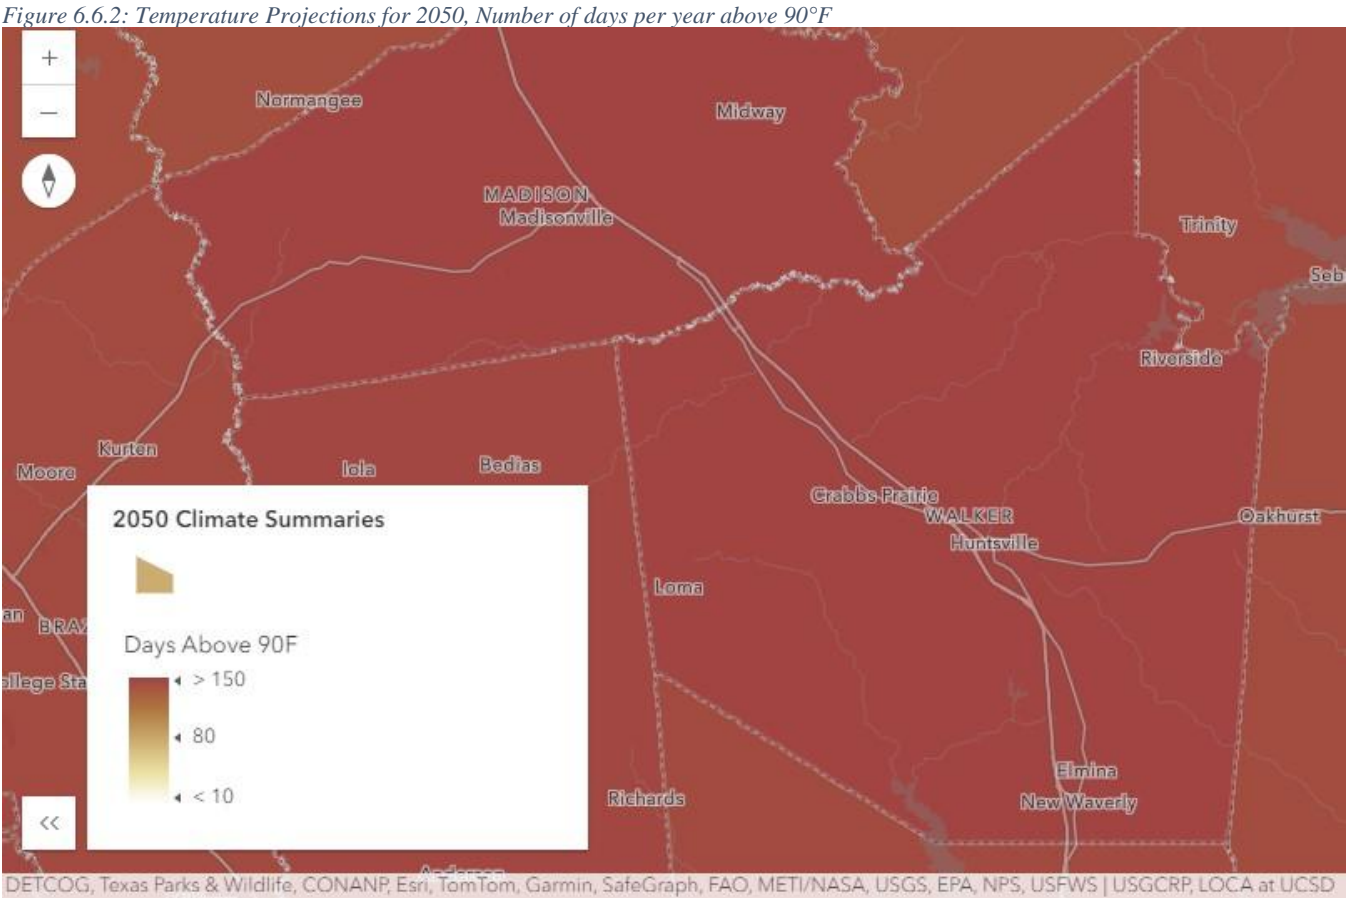 Figure 6.6.2: Temperature Projections for 2050, Number of days per year above 90°F
+
−
Normangee
Midway
MADISON
Madisonville
Trinity
Seb
Riverside
Kurten
Moore
Iola
Bedias
Crabbs Prairie
WALKER
Oakhurst
Huntsville
2050 Climate Summaries
Loma
an
BRAZ
Days Above 90F
ollege Sta
> 150
80
Elmina
< 10
Richards
New Waverly
<<
Anderson
DETCOG, Texas Parks & Wildlife, CONANP, Esri, TomTom, Garmin, SafeGraph, FAO, METI/NASA, USGS, EPA, NPS, USFWS | USGCRP, LOCA at UCSD